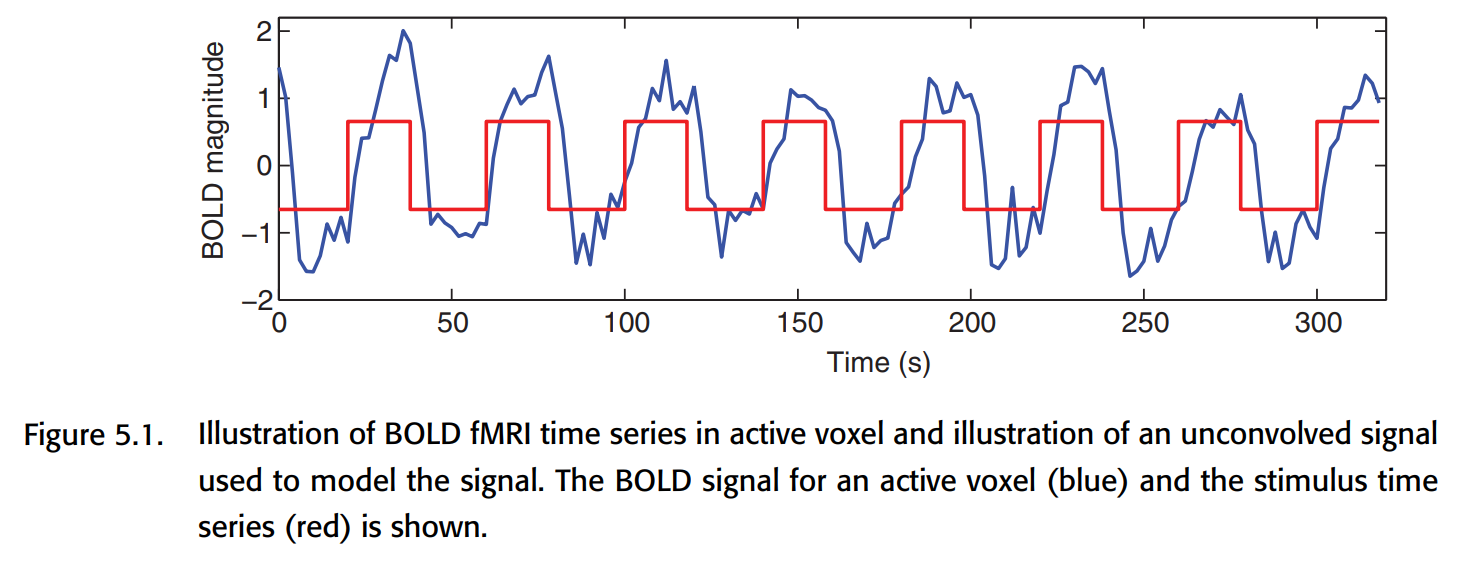 2
1
0
−1
−2
BOLD magnitude
0 50 100 150 200 250 300
Time (s)
Figure 5.1. Illustration of BOLD fMRI time series in active voxel and illustration of an unconvolved signal
used to model the signal. The BOLD signal for an active voxel (blue) and the stimulus time
series (red) is shown.